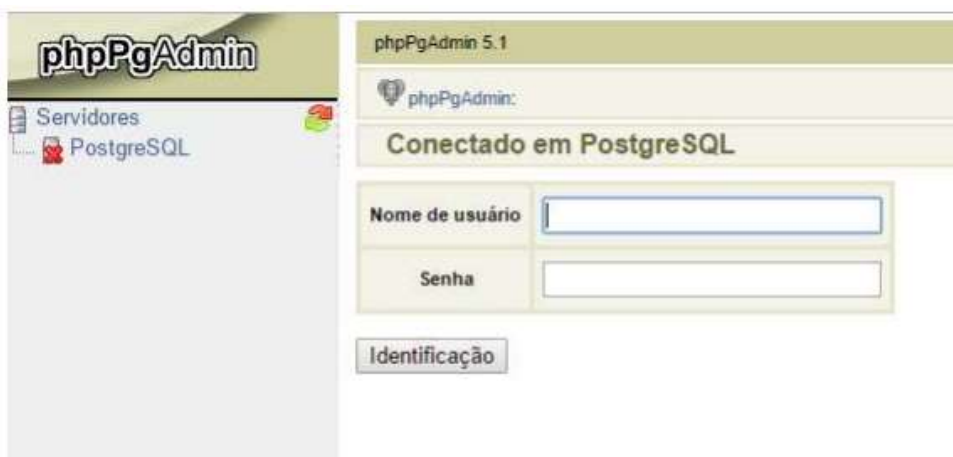 phpPgAdmin
Servidores
PostgreSQL
phpPgAdmin 5.1
phpPgAdmin:
Conectado em PostgreSQL
Nome de usuário
Senha
Identificação